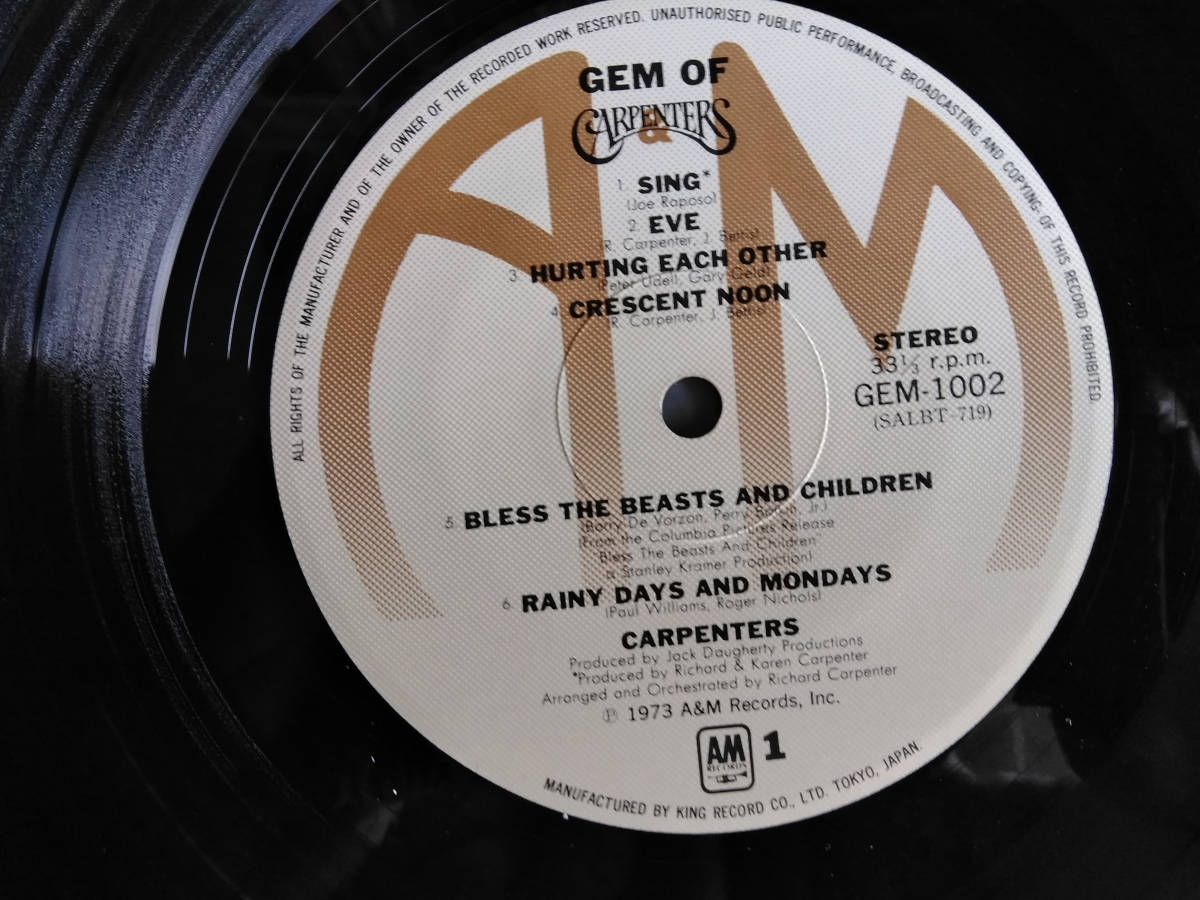 ALL RIGHTS OF THE MANUFACTURER AND OF THE OWNER OF THE RECORDED WORK RESERVED. UNAUTHORISED PUBLIC PERFORMANCE, BROADCASTING AND COPYING OF THIS RECORD PROHIBITED
GEM OF
CARPENTERS
1. SING*
(Joe Raposo)
2. EVE
R. Carpenter, J. Bettis)
3. HURTING EACH OTHER
(Peter Udell, Gary Geld)
4. CRESCENT NOON
R. Carpenter, J. Bettis)
STEREO
33⅓ r.p.m.
GEM-1002
(SALBT-719)
5. BLESS THE BEASTS AND CHILDREN
(Barry De Vorzon, Perry Botkin, Jr.)
(From the Columbia Pictures Release
"Bless The Beasts And Children"
a Stanley Kramer Production)
6. RAINY DAYS AND MONDAYS
(Paul Williams, Roger Nichols)
CARPENTERS
Produced by Jack Daugherty Productions
*Produced by Richard & Karen Carpenter
Arranged and Orchestrated by Richard Carpenter
℗ 1973 A&M Records, Inc.
AM RECORDS 1
MANUFACTURED BY KING RECORD CO., LTD. TOKYO, JAPAN.